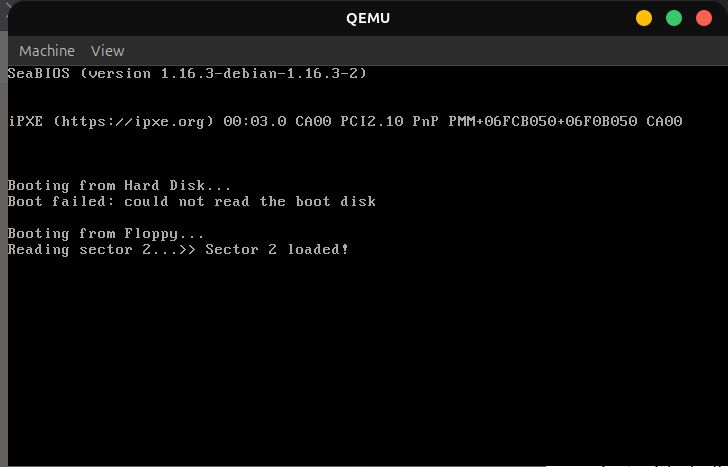 QEMU
Machine View
SeaBIOS (version 1.16.3-debian-1.16.3-2)
iPXE (https://ipxe.org) 00:03.0 CA00 PCI2.10 PnP PMM+06FCB050+06F0B050 CA00
Booting from Hard Disk...
Boot failed: could not read the boot disk
Booting from Floppy...
Reading sector 2...>> Sector 2 loaded!